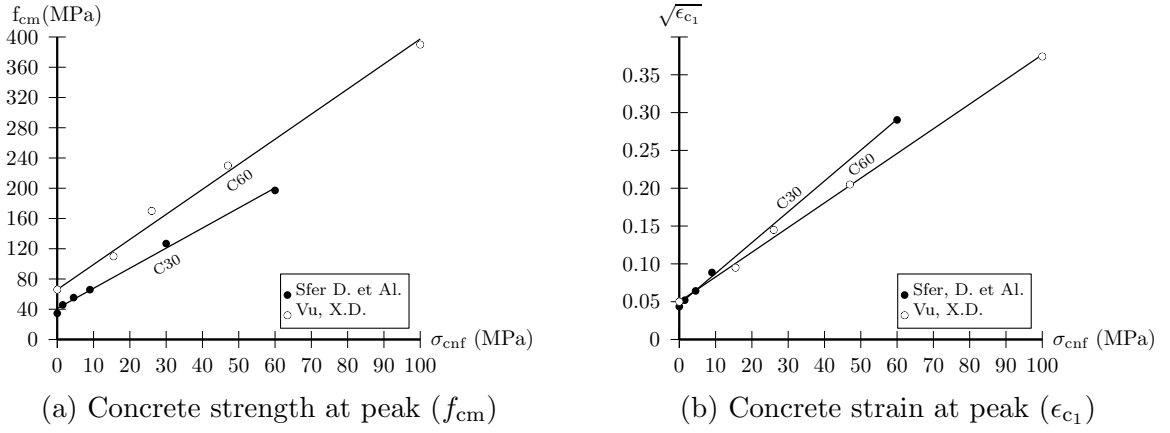 f_cm(MPa)
400
360
320
280
240
200
160
120
80
40
0
C60
C30
Sfer D. et Al.
Vu, X.D.
0 10 20 30 40 50 60 70 80 90 100
σ_cnf (MPa)
(a) Concrete strength at peak (f_cm)
√ϵ_c₁
0.35
0.30
0.25
0.20
0.15
0.10
0.05
0
C30
C60
Sfer, D. et Al.
Vu, X.D.
0 10 20 30 40 50 60 70 80 90 100
σ_cnf (MPa)
(b) Concrete strain at peak (ϵ_c₁)